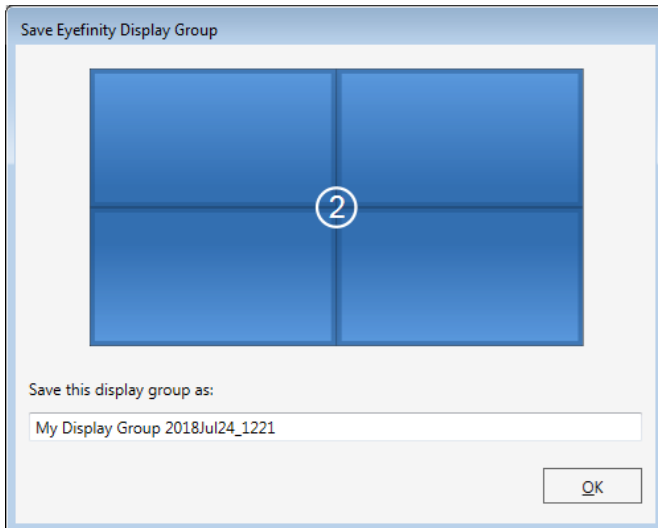 Save Eyefinity Display Group
2
Save this display group as:
My Display Group 2018Jul24_1221
OK